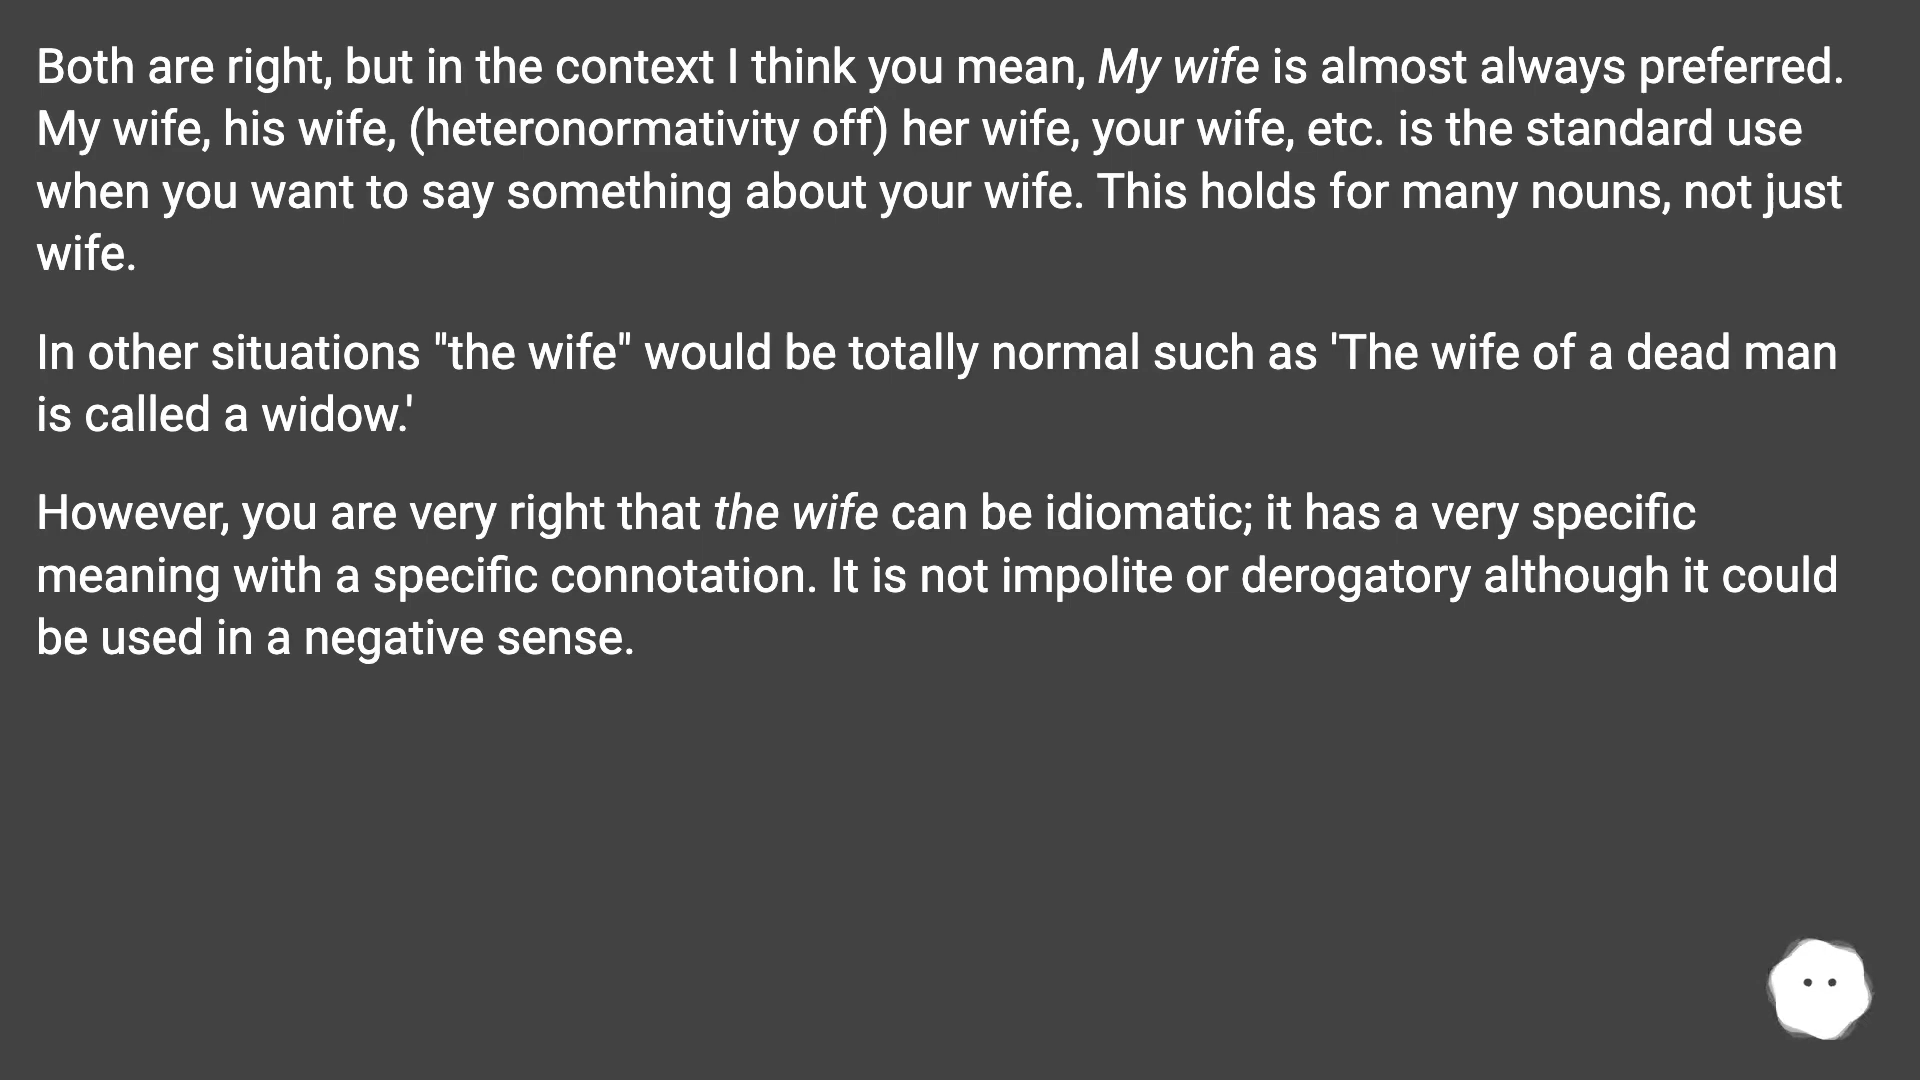 Both are right, but in the context I think you mean, My wife is almost always preferred.
My wife, his wife, (heteronormativity off) her wife, your wife, etc. is the standard use
when you want to say something about your wife. This holds for many nouns, not just
wife.
In other situations "the wife" would be totally normal such as 'The wife of a dead man
is called a widow.'
However, you are very right that the wife can be idiomatic; it has a very specific
meaning with a specific connotation. It is not impolite or derogatory although it could
be used in a negative sense.